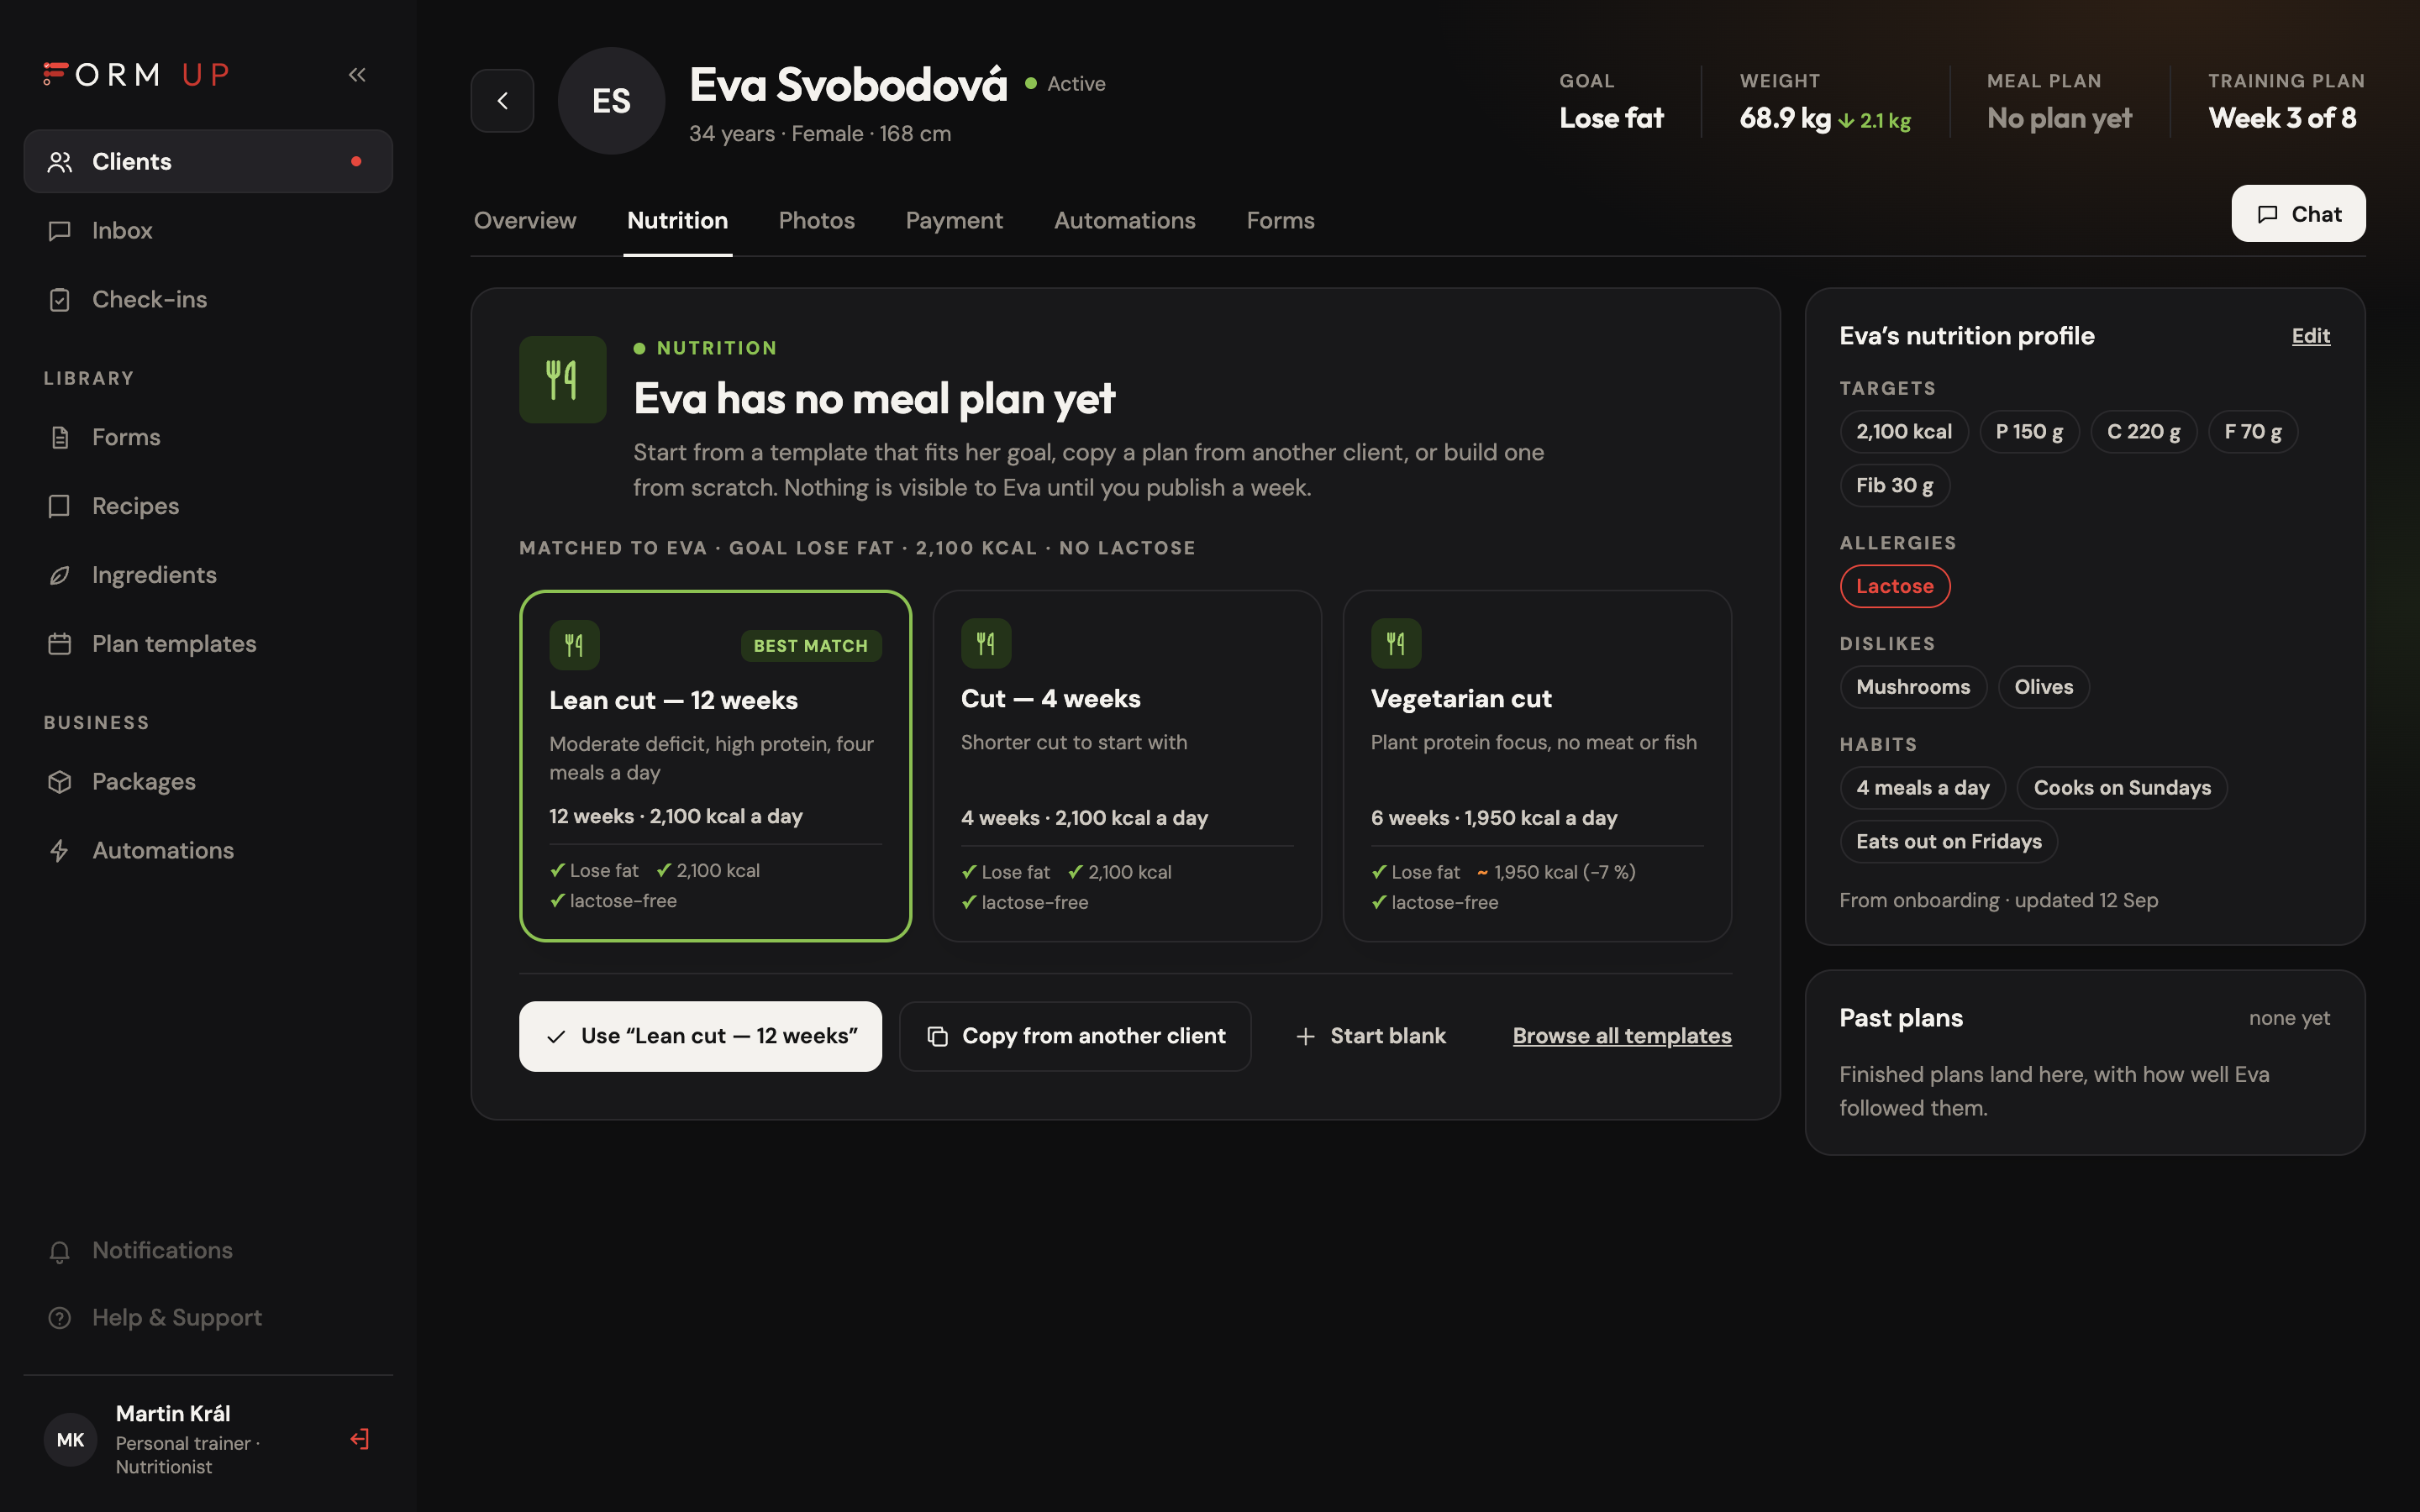 FORM UP
Clients
Inbox
Check-ins
LIBRARY
Forms
Recipes
Ingredients
Plan templates
BUSINESS
Packages
Automations
Notifications
Help & Support
MK
Martin Král
Personal trainer ·
Nutritionist
ES
Eva Svobodová
Active
34 years · Female · 168 cm
GOAL
Lose fat
WEIGHT
68.9 kg ↓ 2.1 kg
MEAL PLAN
No plan yet
TRAINING PLAN
Week 3 of 8
Overview
Nutrition
Photos
Payment
Automations
Forms
Chat
NUTRITION
Eva has no meal plan yet
Start from a template that fits her goal, copy a plan from another client, or build one
from scratch. Nothing is visible to Eva until you publish a week.
MATCHED TO EVA · GOAL LOSE FAT · 2,100 KCAL · NO LACTOSE
BEST MATCH
Lean cut — 12 weeks
Moderate deficit, high protein, four
meals a day
12 weeks · 2,100 kcal a day
✓ Lose fat ✓ 2,100 kcal
✓ lactose-free
Cut — 4 weeks
Shorter cut to start with
4 weeks · 2,100 kcal a day
✓ Lose fat ✓ 2,100 kcal
✓ lactose-free
Vegetarian cut
Plant protein focus, no meat or fish
6 weeks · 1,950 kcal a day
✓ Lose fat ~ 1,950 kcal (−7 %)
✓ lactose-free
Use “Lean cut — 12 weeks”
Copy from another client
Start blank
Browse all templates
Eva’s nutrition profile
Edit
TARGETS
2,100 kcal
P 150 g
C 220 g
F 70 g
Fib 30 g
ALLERGIES
Lactose
DISLIKES
Mushrooms
Olives
HABITS
4 meals a day
Cooks on Sundays
Eats out on Fridays
From onboarding · updated 12 Sep
Past plans
none yet
Finished plans land here, with how well Eva
followed them.